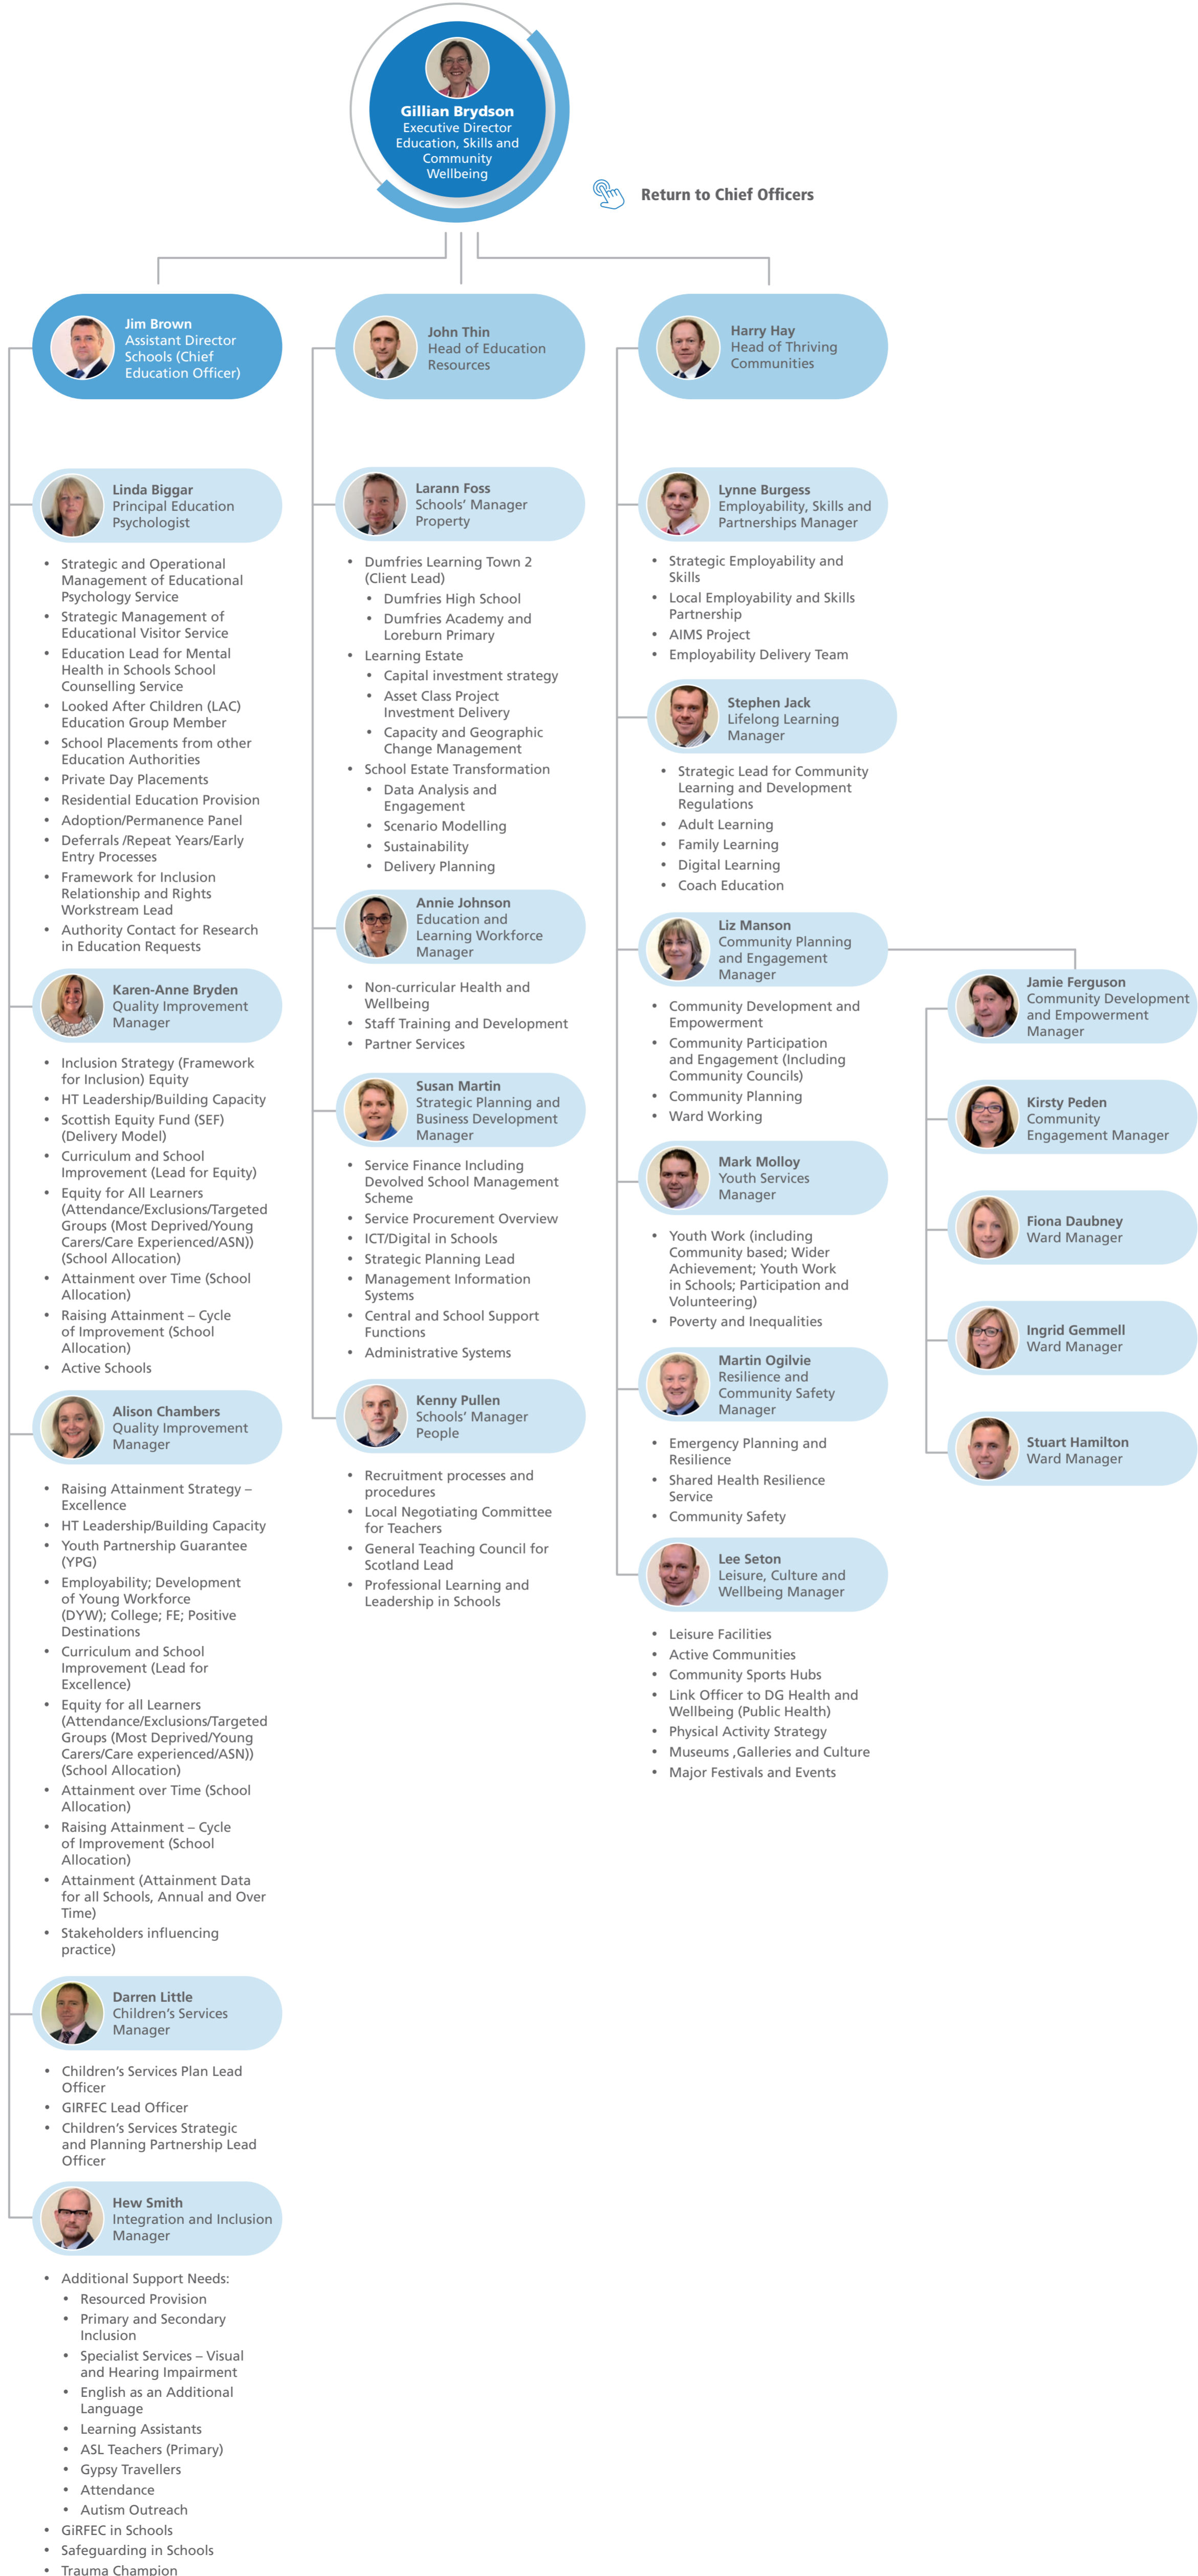 Gillian Brydson
Executive Director
Education, Skills and
Community
Wellbeing
Return to Chief Officers
Jim Brown
Assistant Director
Schools (Chief
Education Officer)
Linda Biggar
Principal Education
Psychologist
• Strategic and Operational
Management of Educational
Psychology Service
• Strategic Management of
Educational Visitor Service
• Education Lead for Mental
Health in Schools School
Counselling Service
• Looked After Children (LAC)
Education Group Member
• School Placements from other
Education Authorities
• Private Day Placements
• Residential Education Provision
• Adoption/Permanence Panel
• Deferrals /Repeat Years/Early
Entry Processes
• Framework for Inclusion
Relationship and Rights
Workstream Lead
• Authority Contact for Research
in Education Requests
Karen-Anne Bryden
Quality Improvement
Manager
• Inclusion Strategy (Framework
for Inclusion) Equity
• HT Leadership/Building Capacity
• Scottish Equity Fund (SEF)
(Delivery Model)
• Curriculum and School
Improvement (Lead for Equity)
• Equity for All Learners
(Attendance/Exclusions/Targeted
Groups (Most Deprived/Young
Carers/Care Experienced/ASN))
(School Allocation)
• Attainment over Time (School
Allocation)
• Raising Attainment – Cycle
of Improvement (School
Allocation)
• Active Schools
Alison Chambers
Quality Improvement
Manager
• Raising Attainment Strategy –
Excellence
• HT Leadership/Building Capacity
• Youth Partnership Guarantee
(YPG)
• Employability; Development
of Young Workforce
(DYW); College; FE; Positive
Destinations
• Curriculum and School
Improvement (Lead for
Excellence)
• Equity for all Learners
(Attendance/Exclusions/Targeted
Groups (Most Deprived/Young
Carers/Care experienced/ASN))
(School Allocation)
• Attainment over Time (School
Allocation)
• Raising Attainment – Cycle
of Improvement (School
Allocation)
• Attainment (Attainment Data
for all Schools, Annual and Over
Time)
• Stakeholders influencing
practice)
Darren Little
Children's Services
Manager
• Children's Services Plan Lead
Officer
• GIRFEC Lead Officer
• Children's Services Strategic
and Planning Partnership Lead
Officer
Hew Smith
Integration and Inclusion
Manager
• Additional Support Needs:
• Resourced Provision
• Primary and Secondary
Inclusion
• Specialist Services – Visual
and Hearing Impairment
• English as an Additional
Language
• Learning Assistants
• ASL Teachers (Primary)
• Gypsy Travellers
• Attendance
• Autism Outreach
• GiRFEC in Schools
• Safeguarding in Schools
• Trauma Champion
John Thin
Head of Education
Resources
Larann Foss
Schools' Manager
Property
• Dumfries Learning Town 2
(Client Lead)
• Dumfries High School
• Dumfries Academy and
Loreburn Primary
• Learning Estate
• Capital investment strategy
• Asset Class Project
Investment Delivery
• Capacity and Geographic
Change Management
• School Estate Transformation
• Data Analysis and
Engagement
• Scenario Modelling
• Sustainability
• Delivery Planning
Annie Johnson
Education and
Learning Workforce
Manager
• Non-curricular Health and
Wellbeing
• Staff Training and Development
• Partner Services
Susan Martin
Strategic Planning and
Business Development
Manager
• Service Finance Including
Devolved School Management
Scheme
• Service Procurement Overview
• ICT/Digital in Schools
• Strategic Planning Lead
• Management Information
Systems
• Central and School Support
Functions
• Administrative Systems
Kenny Pullen
Schools' Manager
People
• Recruitment processes and
procedures
• Local Negotiating Committee
for Teachers
• General Teaching Council for
Scotland Lead
• Professional Learning and
Leadership in Schools
Harry Hay
Head of Thriving
Communities
Lynne Burgess
Employability, Skills and
Partnerships Manager
• Strategic Employability and
Skills
• Local Employability and Skills
Partnership
• AIMS Project
• Employability Delivery Team
Stephen Jack
Lifelong Learning
Manager
• Strategic Lead for Community
Learning and Development
Regulations
• Adult Learning
• Family Learning
• Digital Learning
• Coach Education
Liz Manson
Community Planning
and Engagement
Manager
• Community Development and
Empowerment
• Community Participation
and Engagement (Including
Community Councils)
• Community Planning
• Ward Working
Mark Molloy
Youth Services
Manager
• Youth Work (including
Community based; Wider
Achievement; Youth Work
in Schools; Participation and
Volunteering)
• Poverty and Inequalities
Martin Ogilvie
Resilience and
Community Safety
Manager
• Emergency Planning and
Resilience
• Shared Health Resilience
Service
• Community Safety
Lee Seton
Leisure, Culture and
Wellbeing Manager
• Leisure Facilities
• Active Communities
• Community Sports Hubs
• Link Officer to DG Health and
Wellbeing (Public Health)
• Physical Activity Strategy
• Museums ,Galleries and Culture
• Major Festivals and Events
Jamie Ferguson
Community Development
and Empowerment
Manager
Kirsty Peden
Community
Engagement Manager
Fiona Daubney
Ward Manager
Ingrid Gemmell
Ward Manager
Stuart Hamilton
Ward Manager